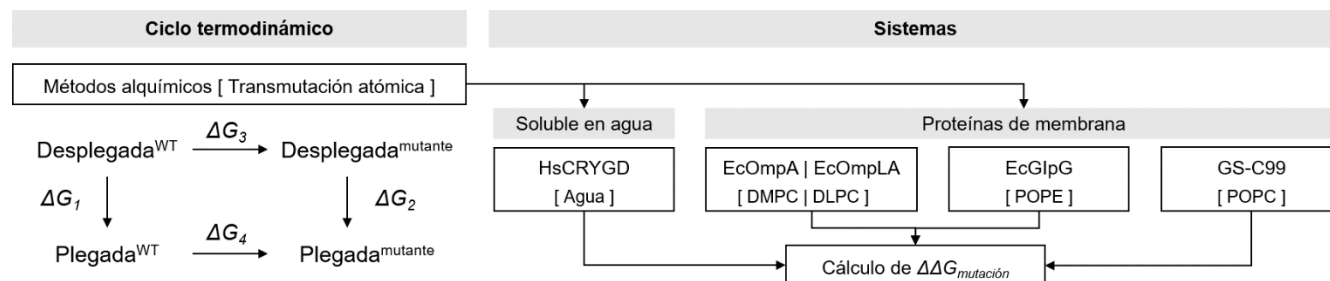 Ciclo termodinámico
Sistemas
Métodos alquímicos [ Transmutación atómica ]
Soluble en agua
Proteínas de membrana
ΔG3
Desplegada^WT
Desplegada^mutante
HsCRYGD
[ Agua ]
EcOmpA | EcOmpLA
[ DMPC | DLPC ]
EcGlpG
[ POPE ]
GS-C99
[ POPC ]
ΔG1
ΔG2
ΔG4
Plegada^WT
Plegada^mutante
Cálculo de ΔΔGmutación